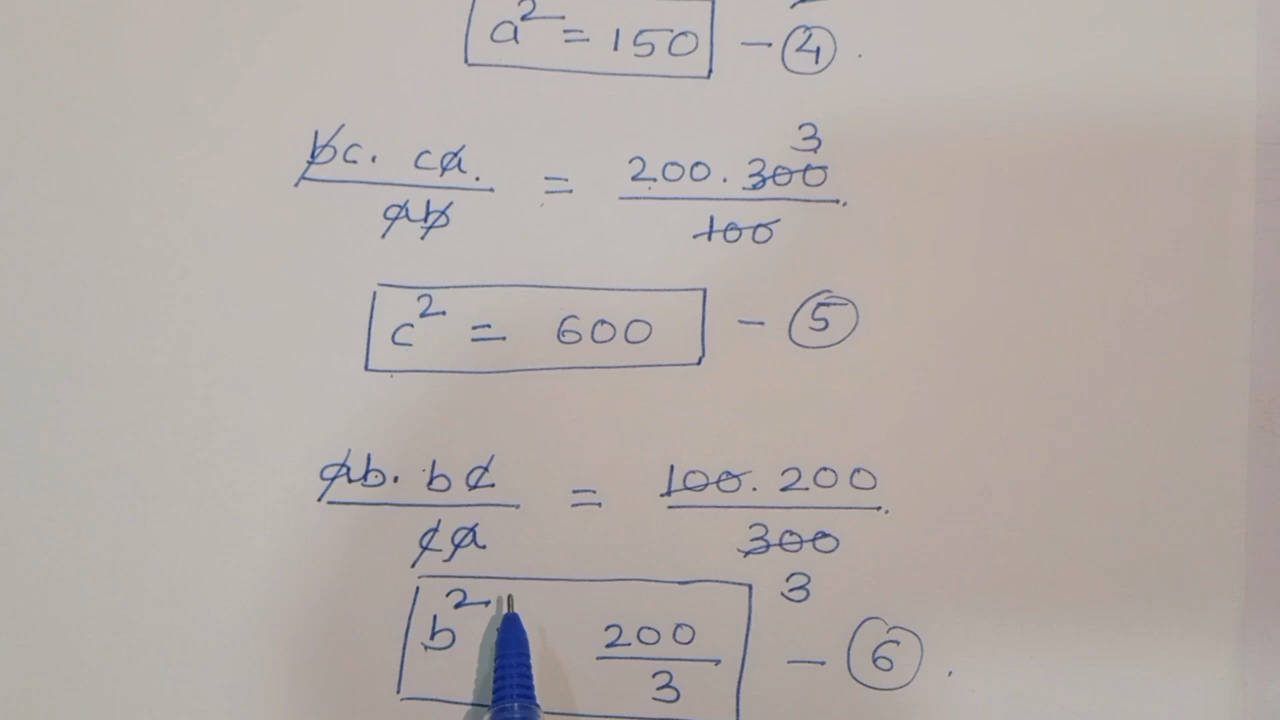 a² = 150 - ④.
3
bc. ca. / ab = 200. 300 / 100.
c² = 600 - ⑤
ab. bc / ca = 100. 200 / 300.
3
b² 200 / 3 - ⑥.